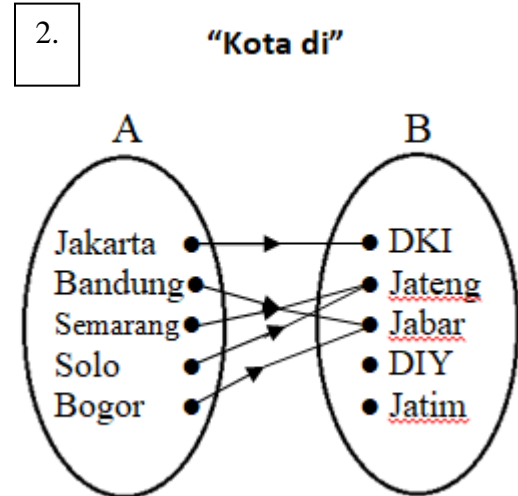 2.
“Kota di”
A B
Jakarta DKI
Bandung Jateng
Semarang Jabar
Solo DIY
Bogor Jatim